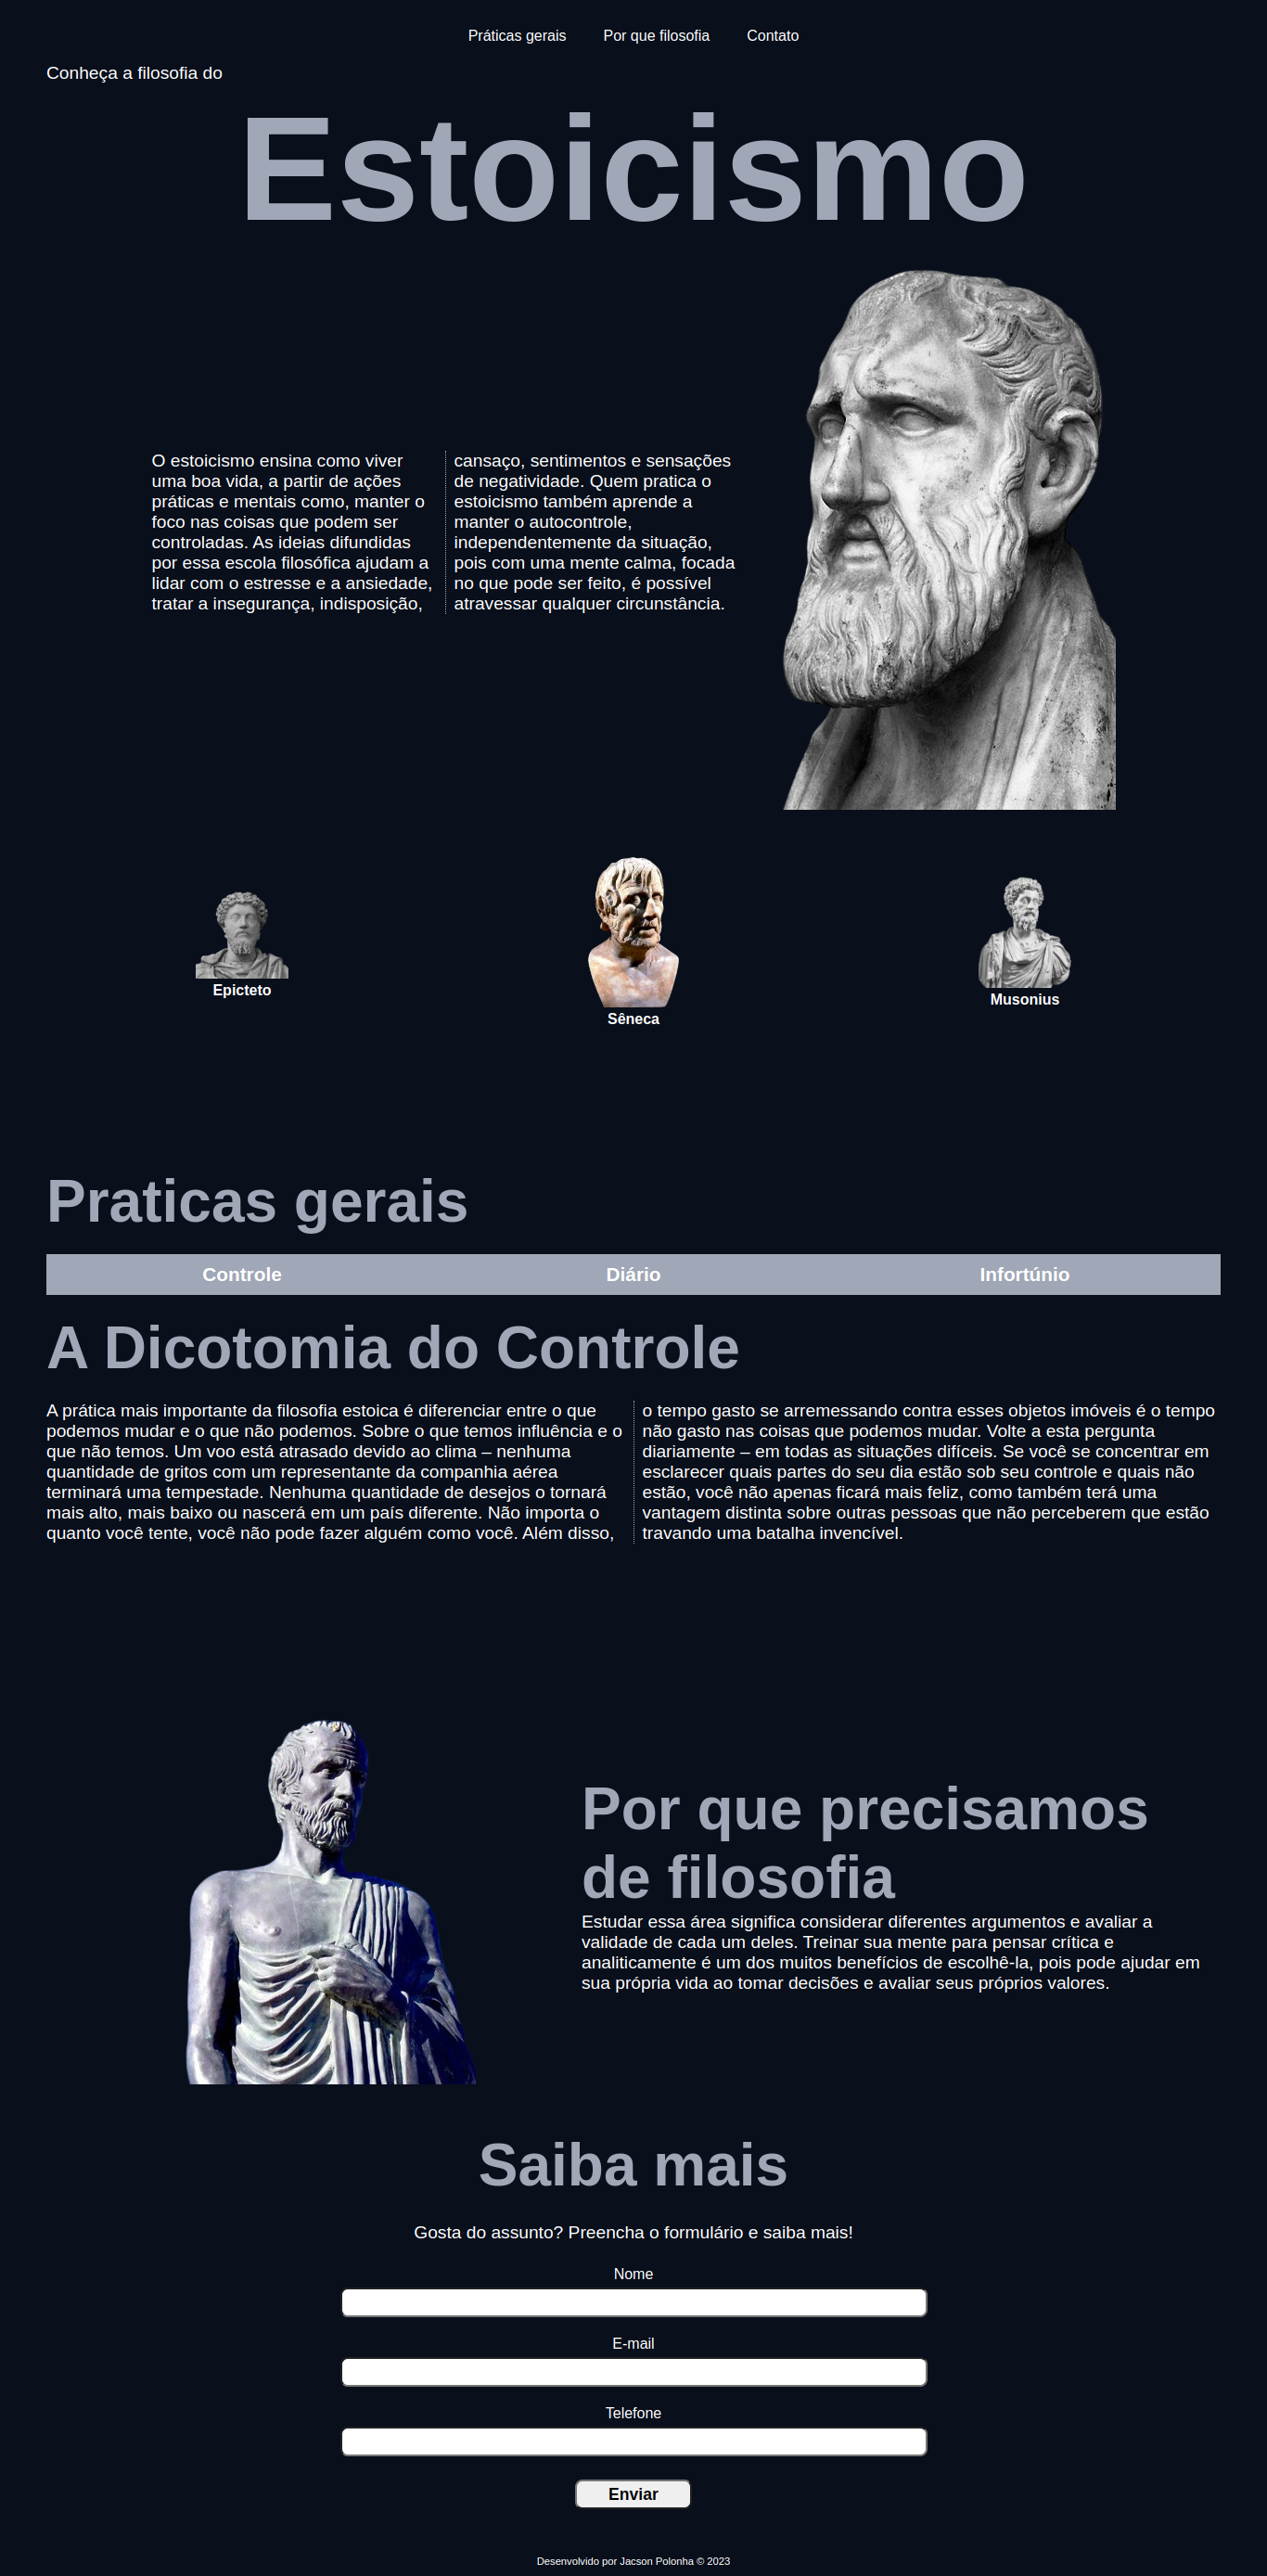 Práticas gerais Por que filosofia Contato
Conheça a filosofia do
Estoicismo
O estoicismo ensina como viver
uma boa vida, a partir de ações
práticas e mentais como, manter o
foco nas coisas que podem ser
controladas. As ideias difundidas
por essa escola filosófica ajudam a
lidar com o estresse e a ansiedade,
tratar a insegurança, indisposição,
cansaço, sentimentos e sensações
de negatividade. Quem pratica o
estoicismo também aprende a
manter o autocontrole,
independentemente da situação,
pois com uma mente calma, focada
no que pode ser feito, é possível
atravessar qualquer circunstância.
Epicteto
Sêneca
Musonius
Praticas gerais
Controle Diário Infortúnio
A Dicotomia do Controle
A prática mais importante da filosofia estoica é diferenciar entre o que
podemos mudar e o que não podemos. Sobre o que temos influência e o
que não temos. Um voo está atrasado devido ao clima – nenhuma
quantidade de gritos com um representante da companhia aérea
terminará uma tempestade. Nenhuma quantidade de desejos o tornará
mais alto, mais baixo ou nascerá em um país diferente. Não importa o
quanto você tente, você não pode fazer alguém como você. Além disso,
o tempo gasto se arremessando contra esses objetos imóveis é o tempo
não gasto nas coisas que podemos mudar. Volte a esta pergunta
diariamente – em todas as situações difíceis. Se você se concentrar em
esclarecer quais partes do seu dia estão sob seu controle e quais não
estão, você não apenas ficará mais feliz, como também terá uma
vantagem distinta sobre outras pessoas que não perceberem que estão
travando uma batalha invencível.
Por que precisamos
de filosofia
Estudar essa área significa considerar diferentes argumentos e avaliar a
validade de cada um deles. Treinar sua mente para pensar crítica e
analiticamente é um dos muitos benefícios de escolhê-la, pois pode ajudar em
sua própria vida ao tomar decisões e avaliar seus próprios valores.
Saiba mais
Gosta do assunto? Preencha o formulário e saiba mais!
Nome
E-mail
Telefone
Enviar
Desenvolvido por Jacson Polonha © 2023